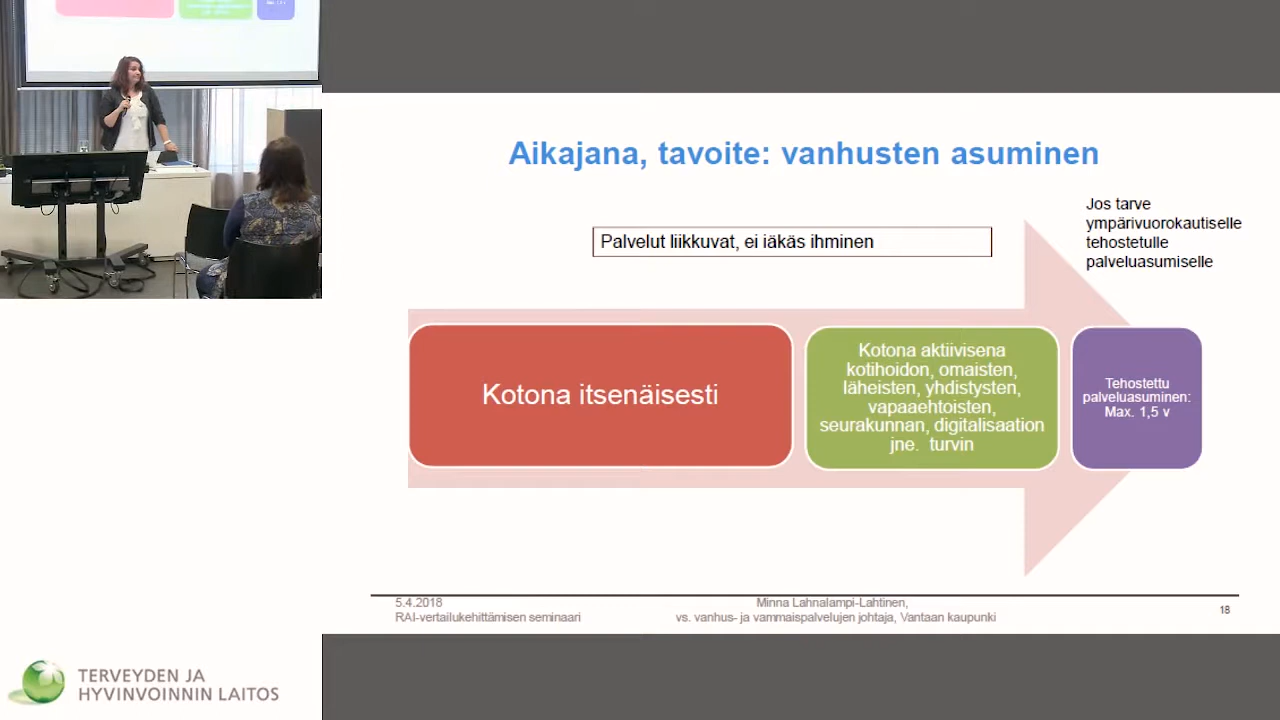 Aikajana, tavoite: vanhusten asuminen
Jos tarve
ympärivuorokautiselle
tehostetulle
palveluasumiselle
Palvelut liikkuvat, ei iäkäs ihminen
Kotona itsenäisesti
Kotona aktiivisena
kotihoidon, omaisten,
läheisten, yhdistysten,
vapaaehtoisten,
seurakunnan, digitalisaation
jne. turvin
Tehostettu
palveluasuminen:
Max. 1,5 v
5.4.2018
RAI-vertailukehittämisen seminaari
Minna Lahnalampi-Lahtinen,
vs. vanhus- ja vammaispalvelujen johtaja, Vantaan kaupunki
18
TERVEYDEN JA
HYVINVOINNIN LAITOS